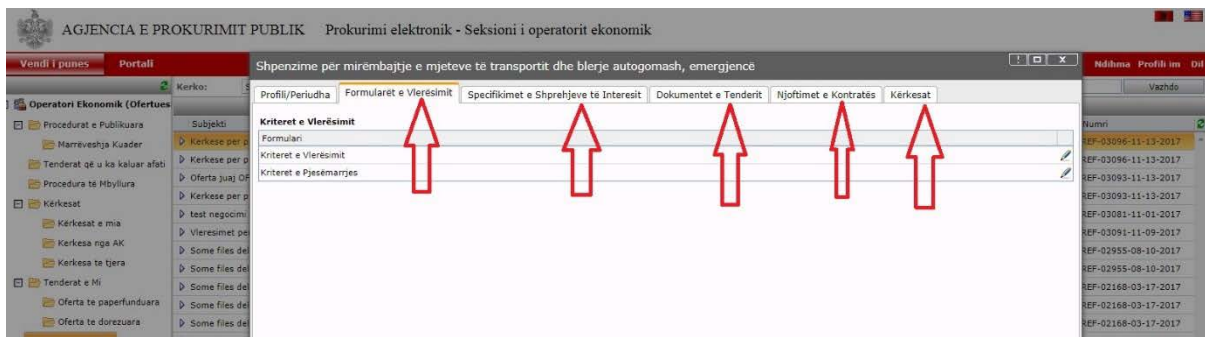 AGJENCIA E PROKURIMIT PUBLIK Prokurimi elektronik - Seksioni i operatorit ekonomik
Vendi i punes Portali
Ndihma Profili im Dil
Shpenzime për mirëmbajtje e mjeteve të transportit dhe blerje autogomash, emergjencë
Kerko:
Vazhdo
Profili/Periudha Formularët e Vlerësimit Specifikimet e Shprehjeve të Interesit Dokumentet e Tenderit Njoftimet e Kontratës Kërkesat
Kriteret e Vlerësimit
Formulari
Kriteret e Vlerësimit
Kriteret e Pjesëmarrjes
Operatori Ekonomik (Ofertues
Procedurat e Publikuara
Marrëveshja Kuader
Tenderat që u ka kaluar afati
Procedura të Mbyllura
Kërkesat
Kërkesat e mia
Kerkesa nga AK
Kerkesa te tjera
Tenderat e Mi
Oferta te paperfunduara
Oferta te dorezuara
Subjekti
Kerkese per p
Kerkese per p
Oferta juaj OF
Kerkese per p
test negocimi
Vleresimet pe
Some files del
Some files del
Some files del
Some files del
Some files del
Numri
REF-03096-11-13-2017
REF-03096-11-13-2017
REF-03093-11-13-2017
REF-03093-11-13-2017
REF-03081-11-01-2017
REF-03091-11-09-2017
REF-02955-08-10-2017
REF-02955-08-10-2017
REF-02168-03-17-2017
REF-02168-03-17-2017
REF-02168-03-17-2017